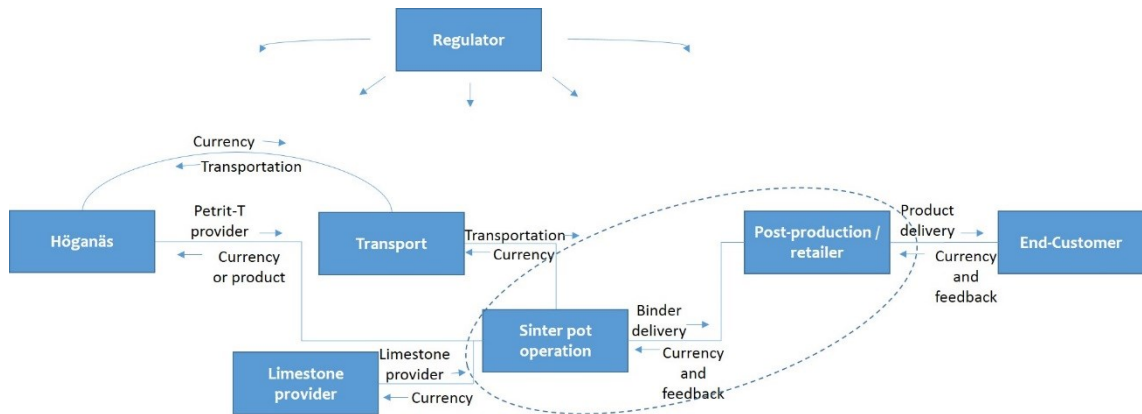 Regulator
Currency
Transportation
Höganäs
Petrit-T
provider
Currency
or product
Transport
Transportation
Currency
Post-production /
retailer
Product
delivery
Currency
and
feedback
End-Customer
Sinter pot
operation
Binder
delivery
Currency
and
feedback
Limestone
provider
Limestone
provider
Currency